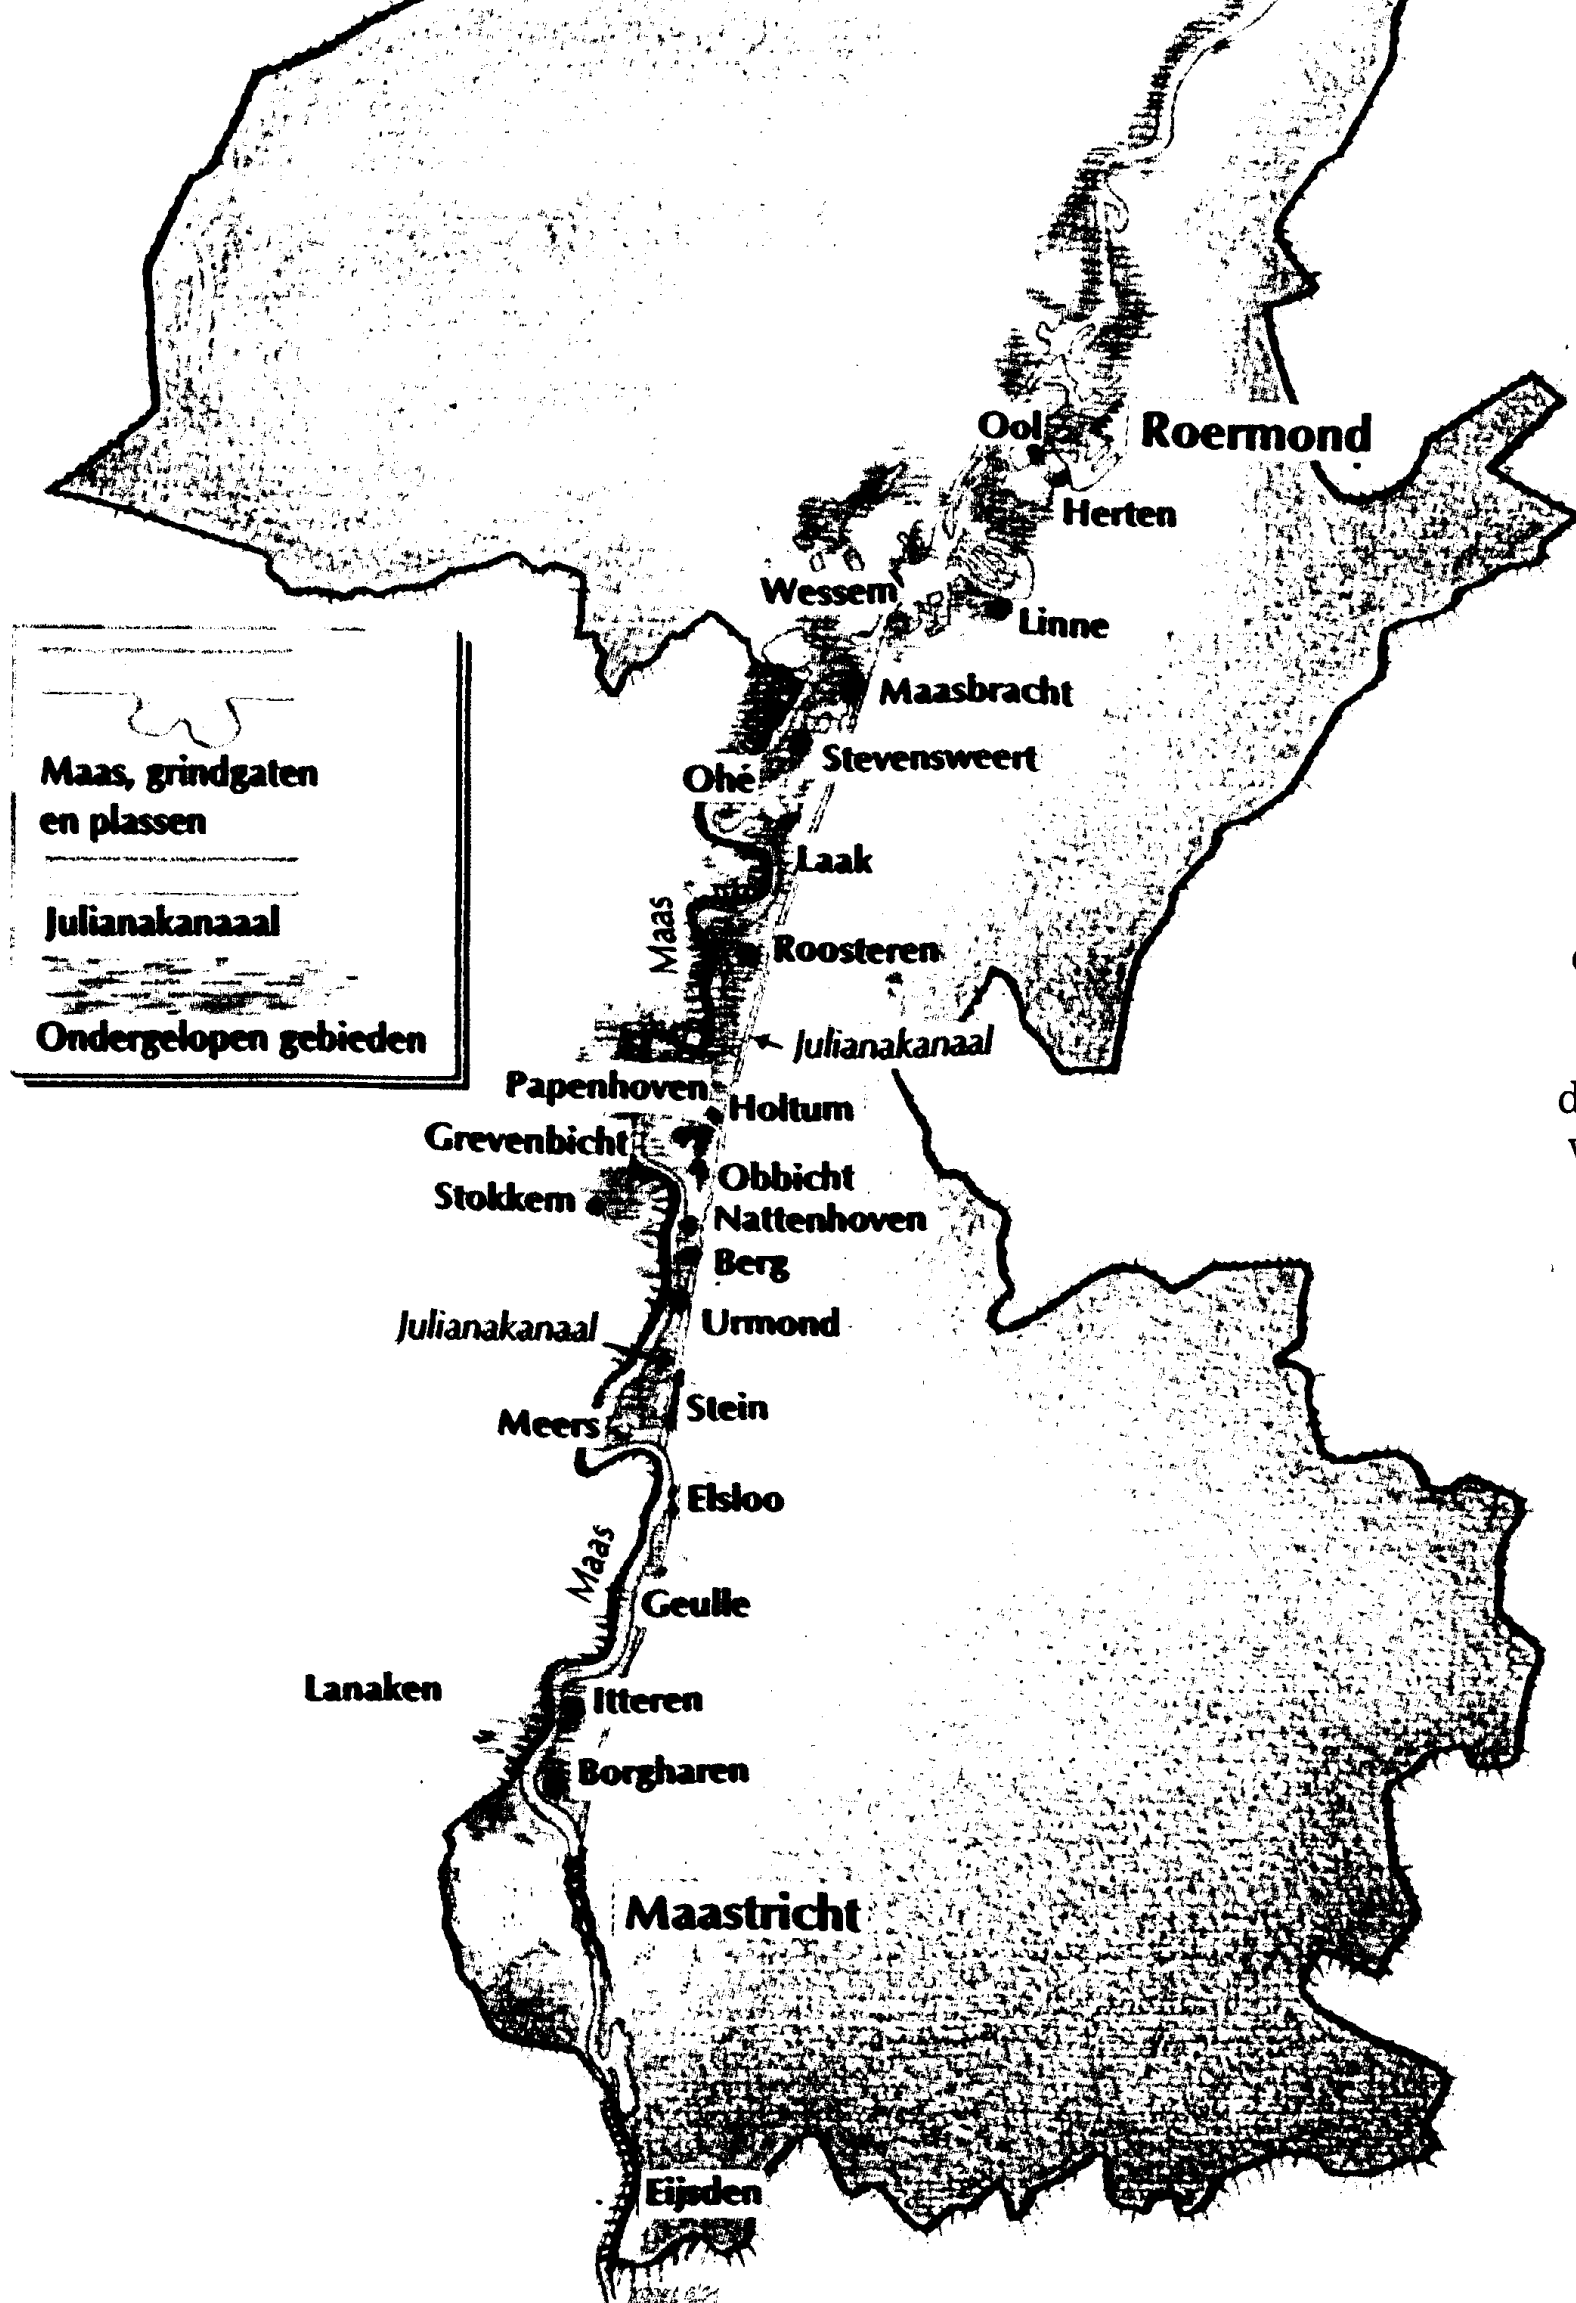 Ool
Roermond
Herten
Wessem
Linne
Maas, grindgaten
en plassen
Julianakanaaal
Ondergelopen gebieden
Maasbracht
Stevensweert
Ohé
Laak
Maas
Roosteren
Julianakanaal
Papenhoven
Holtum
Grevenbicht
Obbicht
Stokkem
Nattenhoven
Berg
Julianakanaal
Urmond
Meers
Stein
Elsloo
Maas
Geulle
Lanaken
Itteren
Borgharen
Maastricht
Eijsden